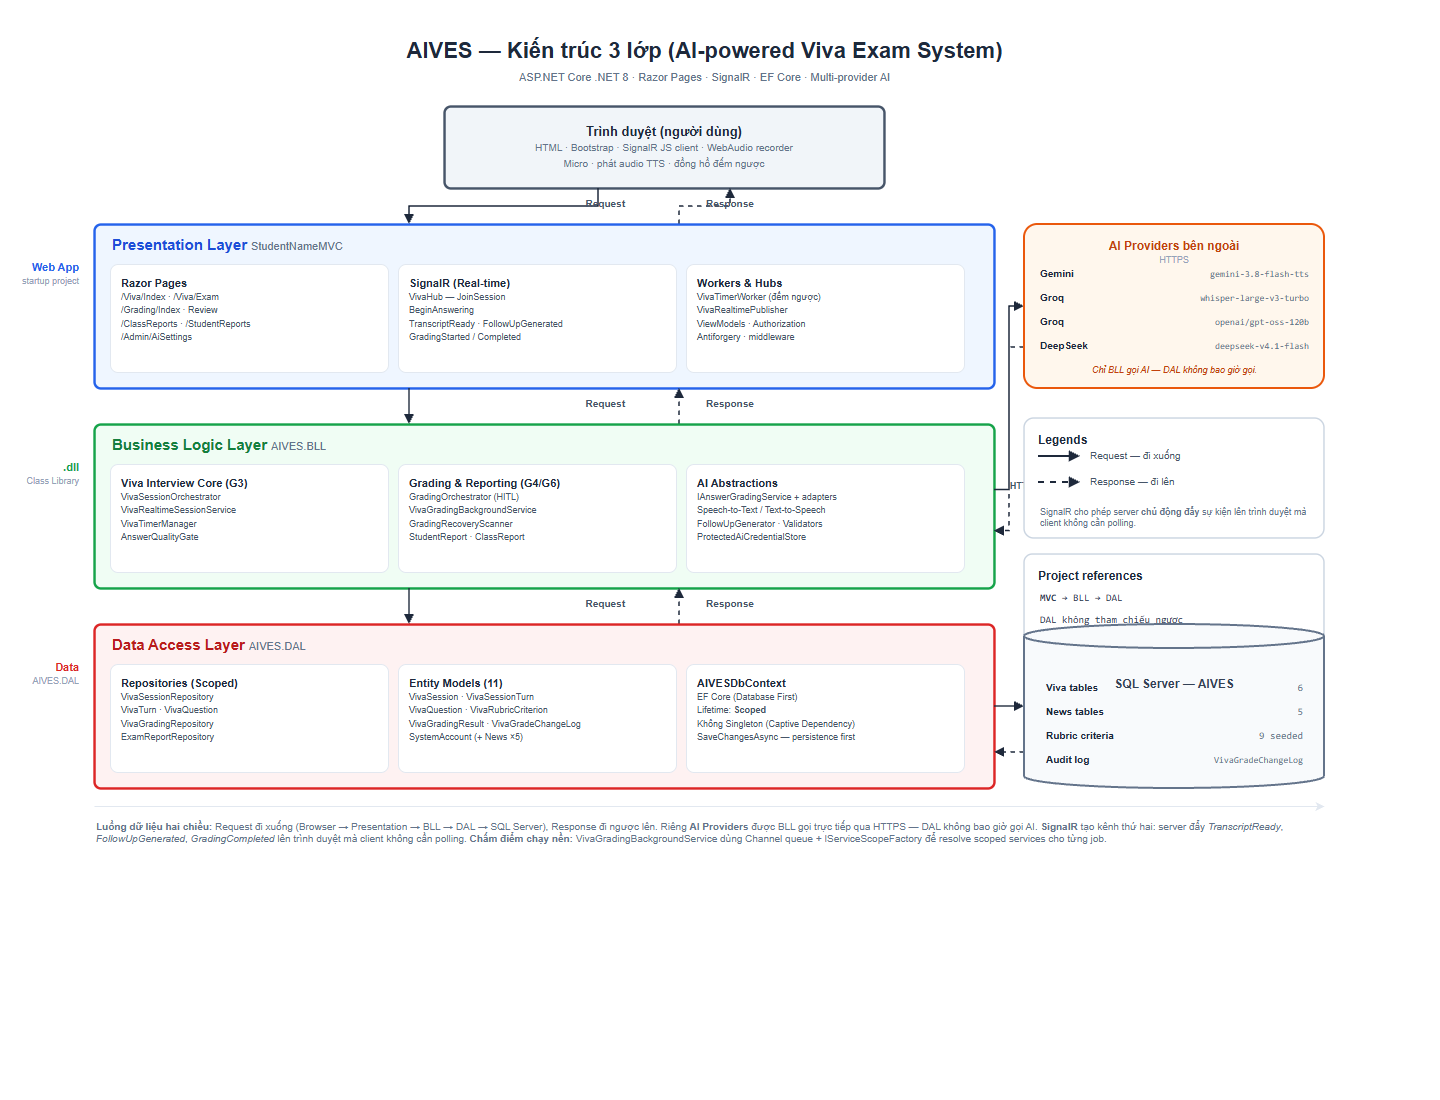 AIVES — Kiến trúc 3 lớp (AI-powered Viva Exam System)
ASP.NET Core .NET 8 · Razor Pages · SignalR · EF Core · Multi-provider AI
Trình duyệt (người dùng)
HTML · Bootstrap · SignalR JS client · WebAudio recorder
Micro · phát audio TTS · đồng hồ đếm ngược
Request
Response
Web App
startup project
Presentation Layer StudentNameMVC
Razor Pages
/Viva/Index · /Viva/Exam
/Grading/Index · Review
/ClassReports · /StudentReports
/Admin/AiSettings
SignalR (Real-time)
VivaHub — JoinSession
BeginAnswering
TranscriptReady · FollowUpGenerated
GradingStarted / Completed
Workers & Hubs
VivaTimerWorker (đếm ngược)
VivaRealtimePublisher
ViewModels · Authorization
Antiforgery · middleware
AI Providers bên ngoài
HTTPS
Gemini gemini-3.8-flash-tts
Groq whisper-large-v3-turbo
Groq openai/gpt-oss-120b
DeepSeek deepseek-v4.1-flash
Chỉ BLL gọi AI — DAL không bao giờ gọi.
Request
Response
.dll
Class Library
Business Logic Layer AIVES.BLL
Viva Interview Core (G3)
VivaSessionOrchestrator
VivaRealtimeSessionService
VivaTimerManager
AnswerQualityGate
Grading & Reporting (G4/G6)
GradingOrchestrator (HITL)
VivaGradingBackgroundService
GradingRecoveryScanner
StudentReport · ClassReport
AI Abstractions
IAnswerGradingService + adapters
Speech-to-Text / Text-to-Speech
FollowUpGenerator · Validators
ProtectedAiCredentialStore
HT
Legends
Request — đi xuống
Response — đi lên
SignalR cho phép server chủ động đẩy sự kiện lên trình duyệt mà
client không cần polling.
Request
Response
Project references
MVC → BLL → DAL
DAL không tham chiếu ngược
Data
AIVES.DAL
Data Access Layer AIVES.DAL
Repositories (Scoped)
VivaSessionRepository
VivaTurn · VivaQuestion
VivaGradingRepository
ExamReportRepository
Entity Models (11)
VivaSession · VivaSessionTurn
VivaQuestion · VivaRubricCriterion
VivaGradingResult · VivaGradeChangeLog
SystemAccount (+ News ×5)
AIVESDbContext
EF Core (Database First)
Lifetime: Scoped
Không Singleton (Captive Dependency)
SaveChangesAsync — persistence first
SQL Server — AIVES
Viva tables 6
News tables 5
Rubric criteria 9 seeded
Audit log VivaGradeChangeLog
Luồng dữ liệu hai chiều: Request đi xuống (Browser → Presentation → BLL → DAL → SQL Server), Response đi ngược lên. Riêng AI Providers được BLL gọi trực tiếp qua HTTPS — DAL không bao giờ gọi AI. SignalR tạo kênh thứ hai: server đẩy TranscriptReady,
FollowUpGenerated, GradingCompleted lên trình duyệt mà client không cần polling. Chấm điểm chạy nền: VivaGradingBackgroundService dùng Channel queue + IServiceScopeFactory để resolve scoped services cho từng job.